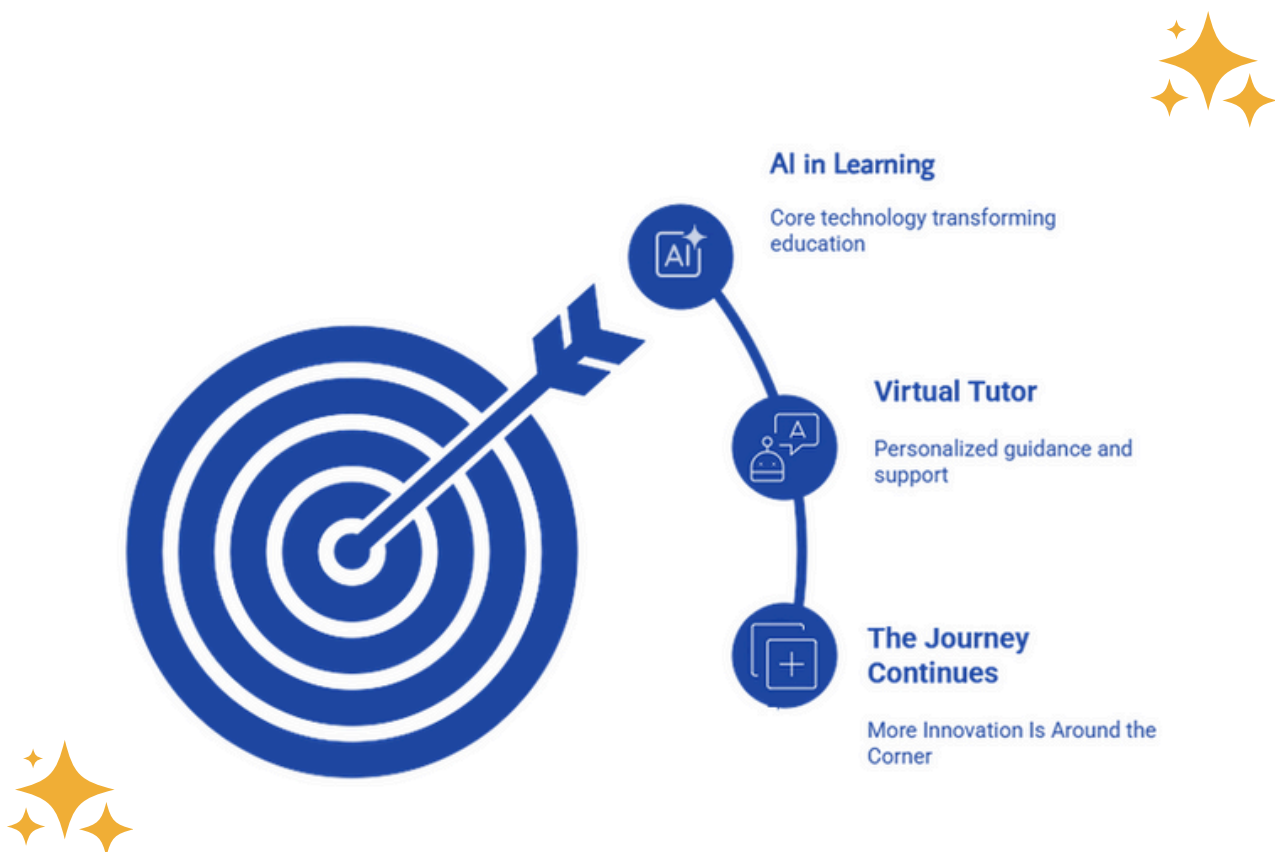 AI in Learning
Core technology transforming
education
AI
Virtual Tutor
Personalized guidance and
support
A
The Journey
Continues
More Innovation Is Around the
Corner